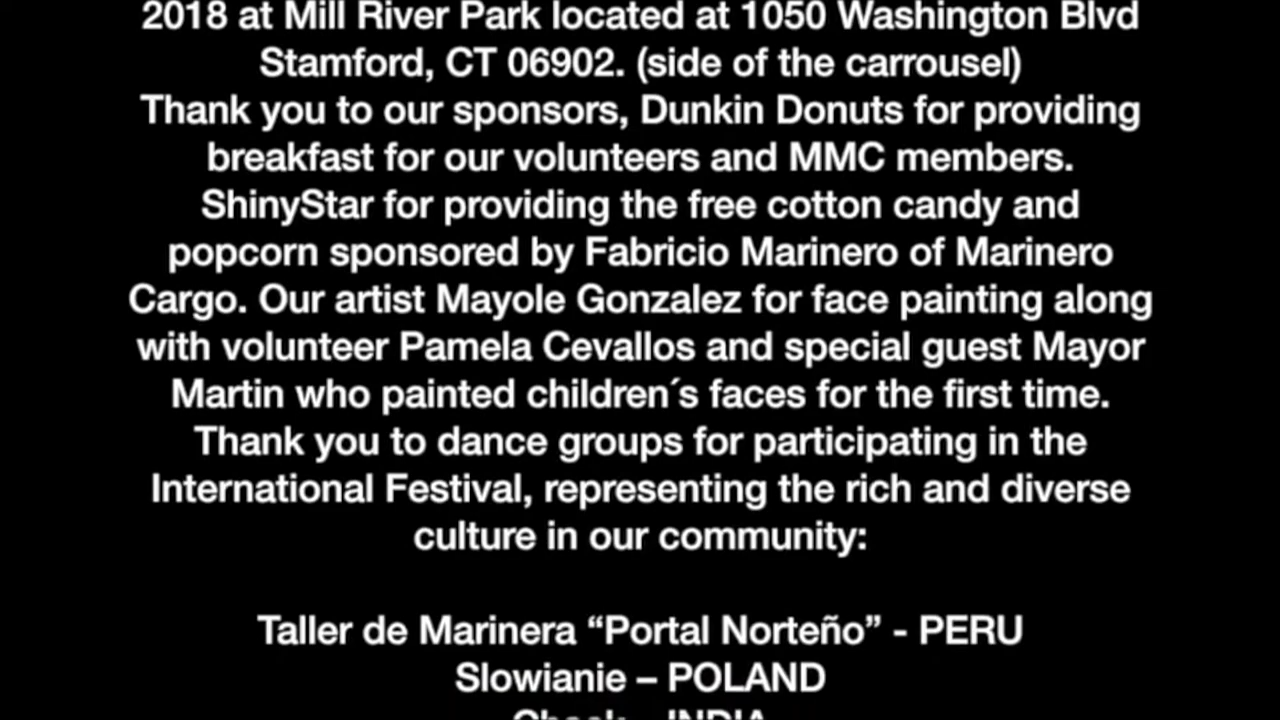 2018 at Mill River Park located at 1050 Washington Blvd
Stamford, CT 06902. (side of the carrousel)
Thank you to our sponsors, Dunkin Donuts for providing
breakfast for our volunteers and MMC members.
ShinyStar for providing the free cotton candy and
popcorn sponsored by Fabricio Marinero of Marinero
Cargo. Our artist Mayole Gonzalez for face painting along
with volunteer Pamela Cevallos and special guest Mayor
Martin who painted children´s faces for the first time.
Thank you to dance groups for participating in the
International Festival, representing the rich and diverse
culture in our community:
Taller de Marinera “Portal Norteño” - PERU
Slowianie – POLAND
INDIA